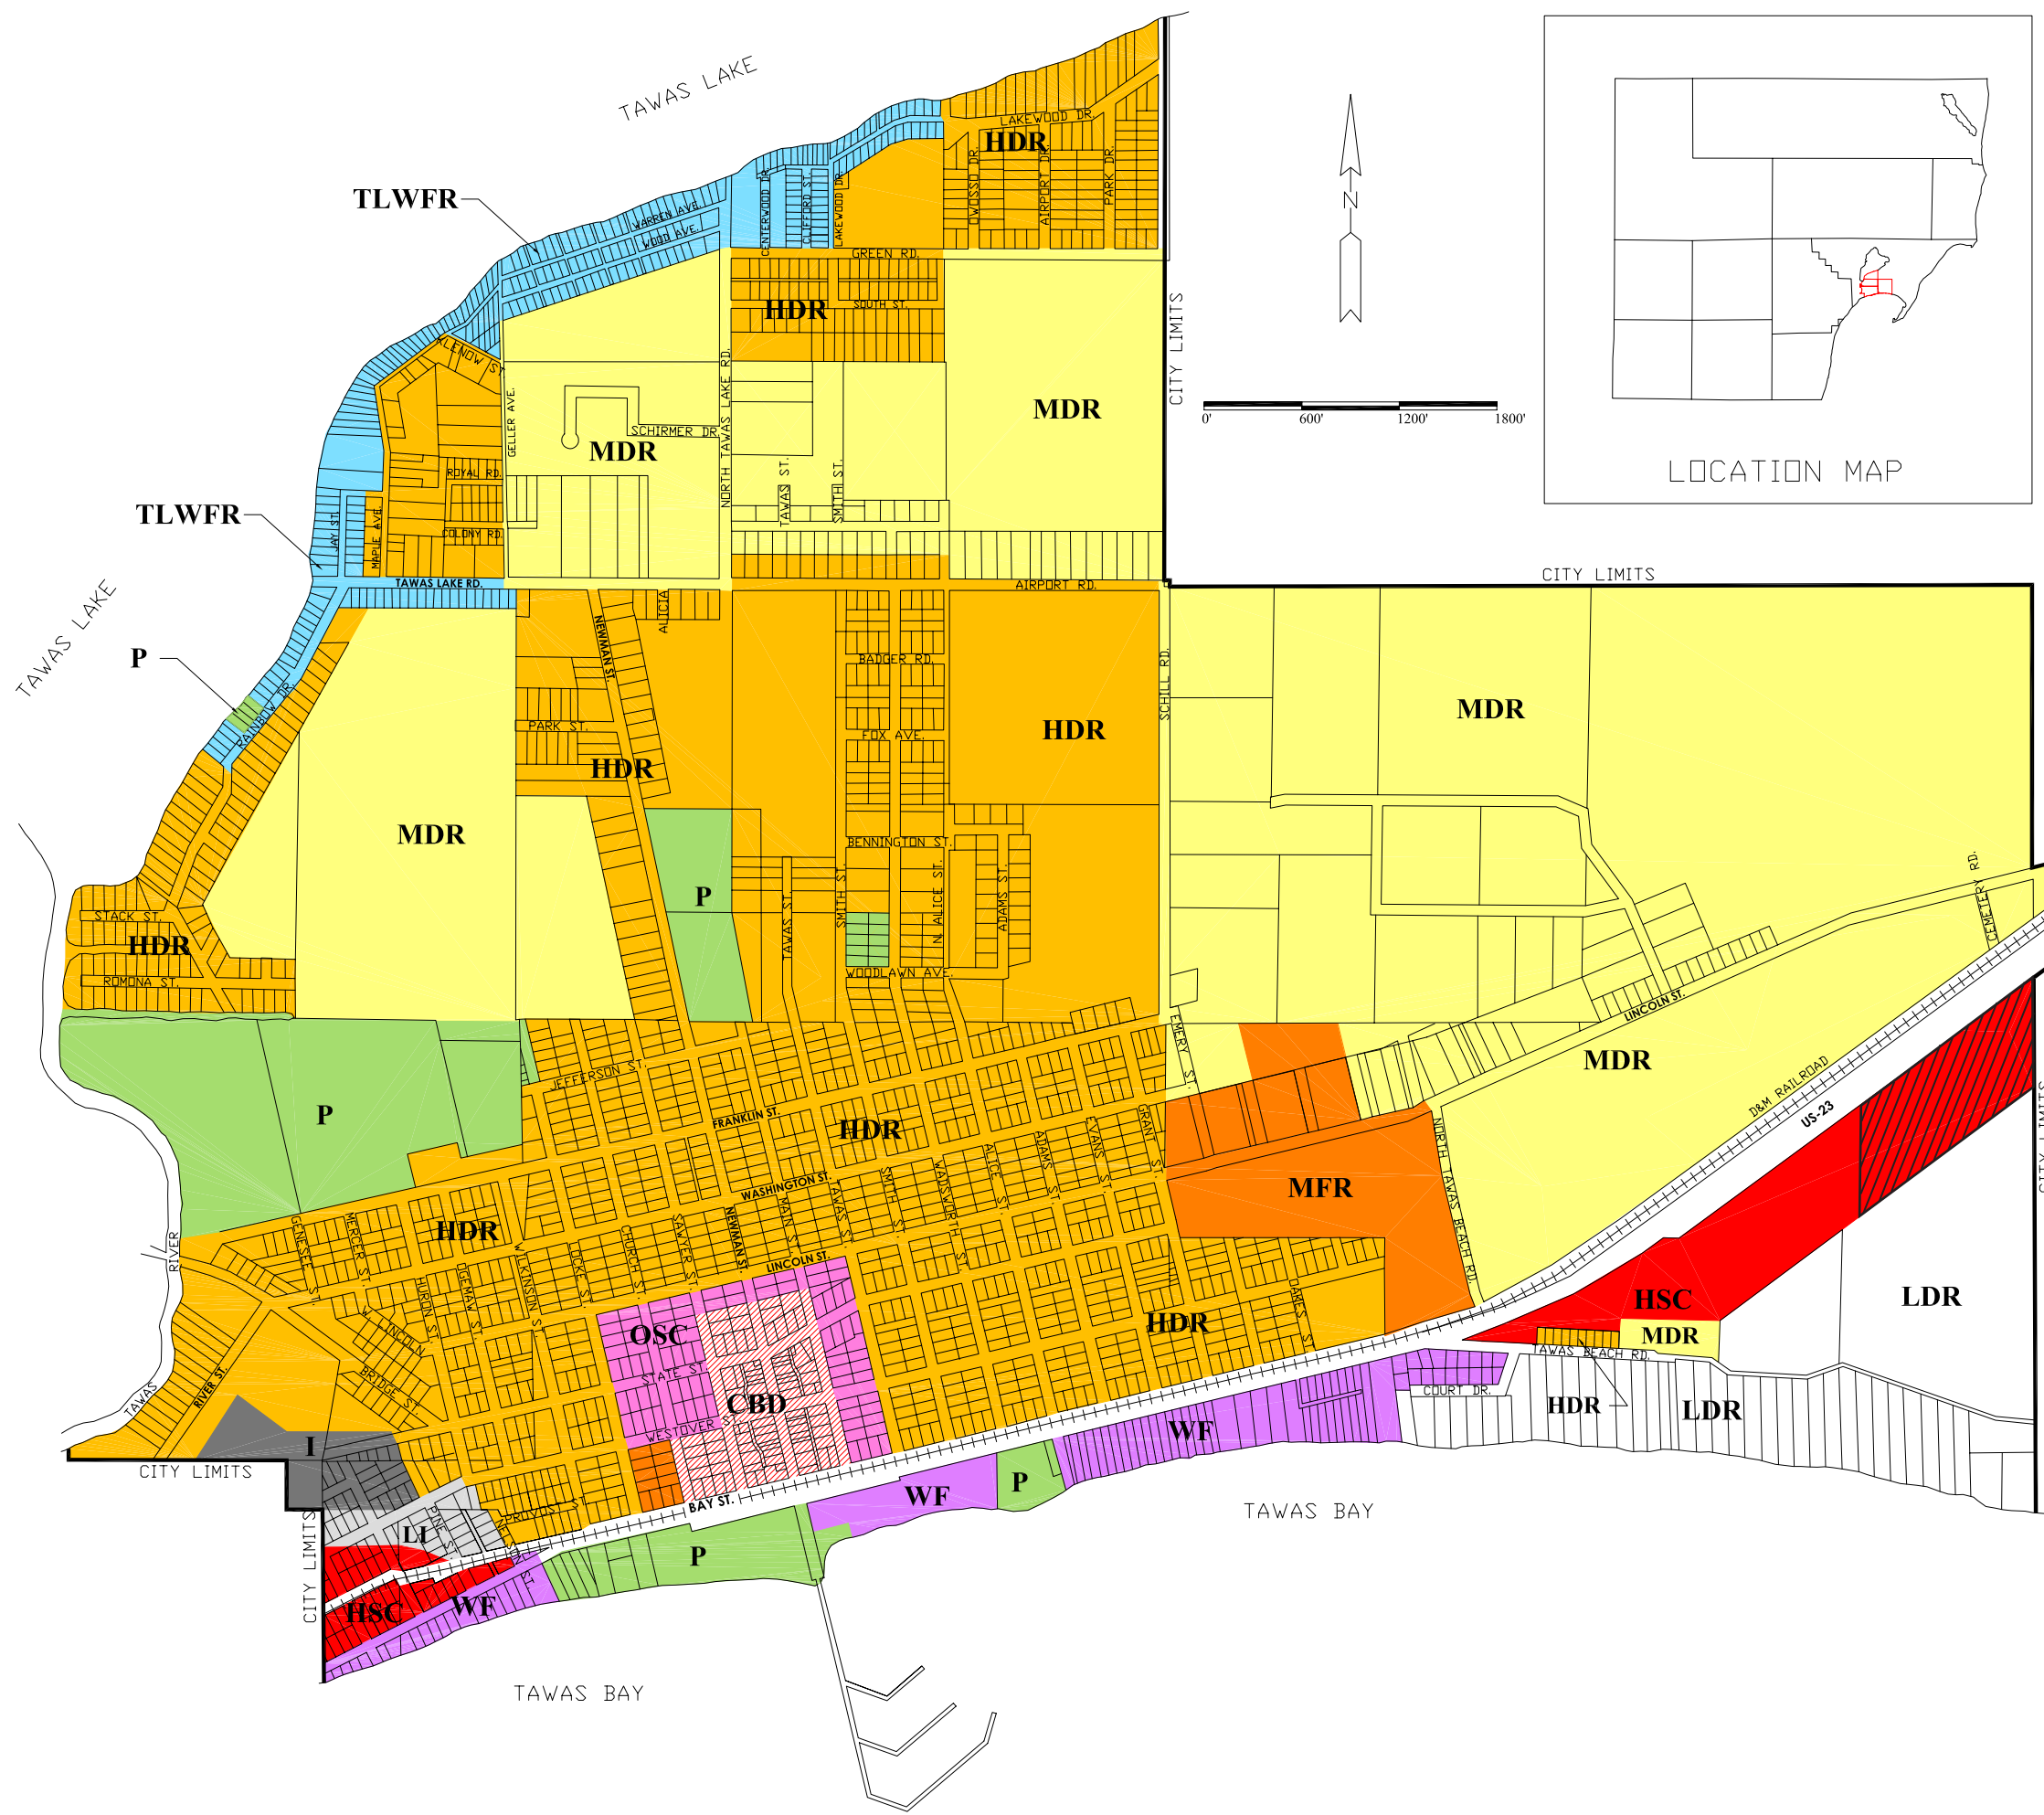 TAWAS LAKE
LAKEWOOD DR.
HDR
OWOSSO DR.
AIRPORT DR.
PARK DR.
TLWFR
WARREN AVE.
WOOD AVE.
CENTERWOOD DR.
CLIFFORD ST.
LAKEWOOD DR.
GREEN RD.
N
HDR
SOUTH ST.
CITY LIMITS
KLENOW ST.
GELLER AVE.
NORTH TAWAS LAKE RD.
MDR
0'
600'
1200'
1800'
SCHIRMER DR.
MDR
LOCATION MAP
ROYAL RD.
TAWAS ST.
SMITH ST.
TLWFR
JAY ST.
MAPLE AVE.
COLONY RD.
TAWAS LAKE RD.
AIRPORT RD.
CITY LIMITS
TAWAS LAKE
ALICIA
NEWMAN ST.
P
BADGER RD.
SCHILL RD.
RAINBOW DR.
PARK ST.
FOX AVE.
HDR
MDR
HDR
MDR
BENNINGTON ST.
P
SMITH ST.
N. ALICE ST.
ADAMS ST.
TAWAS ST.
CEMETERY RD.
STACK ST.
HDR
ROMONA ST.
WOODLAWN AVE.
LINCOLN ST.
EMERY ST.
MDR
JEFFERSON ST.
D&M RAILROAD
US-23
CITY LIMITS
P
FRANKLIN ST.
HDR
GRANT ST.
EVANS ST.
ADAMS ST.
ALICE ST.
WADSWORTH ST.
SMITH ST.
TAWAS ST.
MAIN ST.
NEWMAN ST.
WASHINGTON ST.
NORTH TAWAS BEACH RD.
MFR
HDR
GENESEE ST.
MERCER ST.
HURON ST.
OGEMAW ST.
WILKINSON ST.
LOCKE ST.
CHURCH ST.
SAWYER ST.
LINCOLN ST.
TAWAS RIVER
W. LINCOLN
HDR
OAKES ST.
HSC
LDR
MDR
OSC
STATE ST.
CBD
WESTOVER ST.
BRIDGE ST.
RIVER ST.
TAWAS BEACH RD.
COURT DR.
HDR
LDR
WF
I
CITY LIMITS
P
WF
BAY ST.
TAWAS BAY
PROVOST ST.
PINE ST.
NELSON ST.
LI
P
CITY LIMITS
HSC
WF
TAWAS BAY